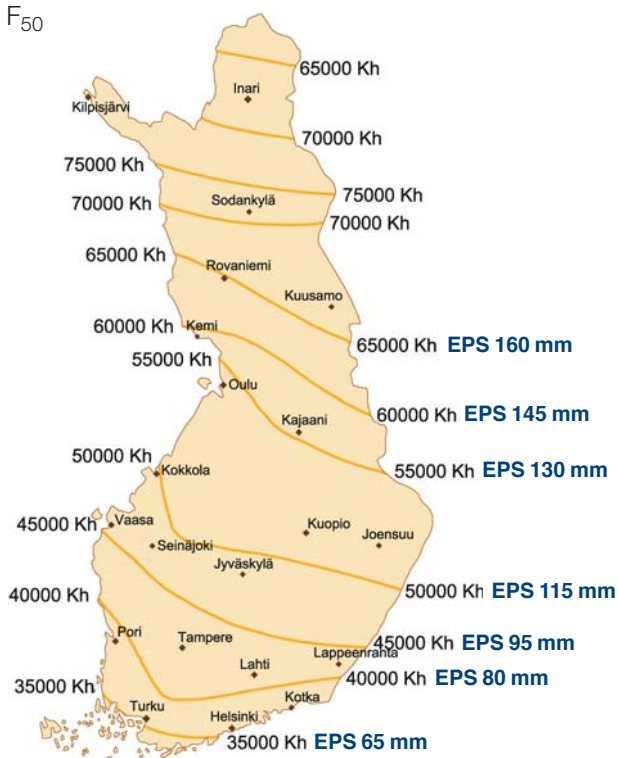 F50
65000 Kh
Inari
Kilpisjärvi
70000 Kh
75000 Kh
75000 Kh
70000 Kh
Sodankylä
70000 Kh
65000 Kh
Rovaniemi
Kuusamo
60000 Kh
Kemi
65000 Kh EPS 160 mm
55000 Kh
Oulu
60000 Kh EPS 145 mm
Kajaani
50000 Kh
Kokkola
55000 Kh EPS 130 mm
45000 Kh
Vaasa
Kuopio
Joensuu
Seinäjoki
Jyväskylä
50000 Kh EPS 115 mm
40000 Kh
Pori
Tampere
45000 Kh EPS 95 mm
Lappeenranta
Lahti
40000 Kh EPS 80 mm
35000 Kh
Kotka
Turku
Helsinki
35000 Kh EPS 65 mm